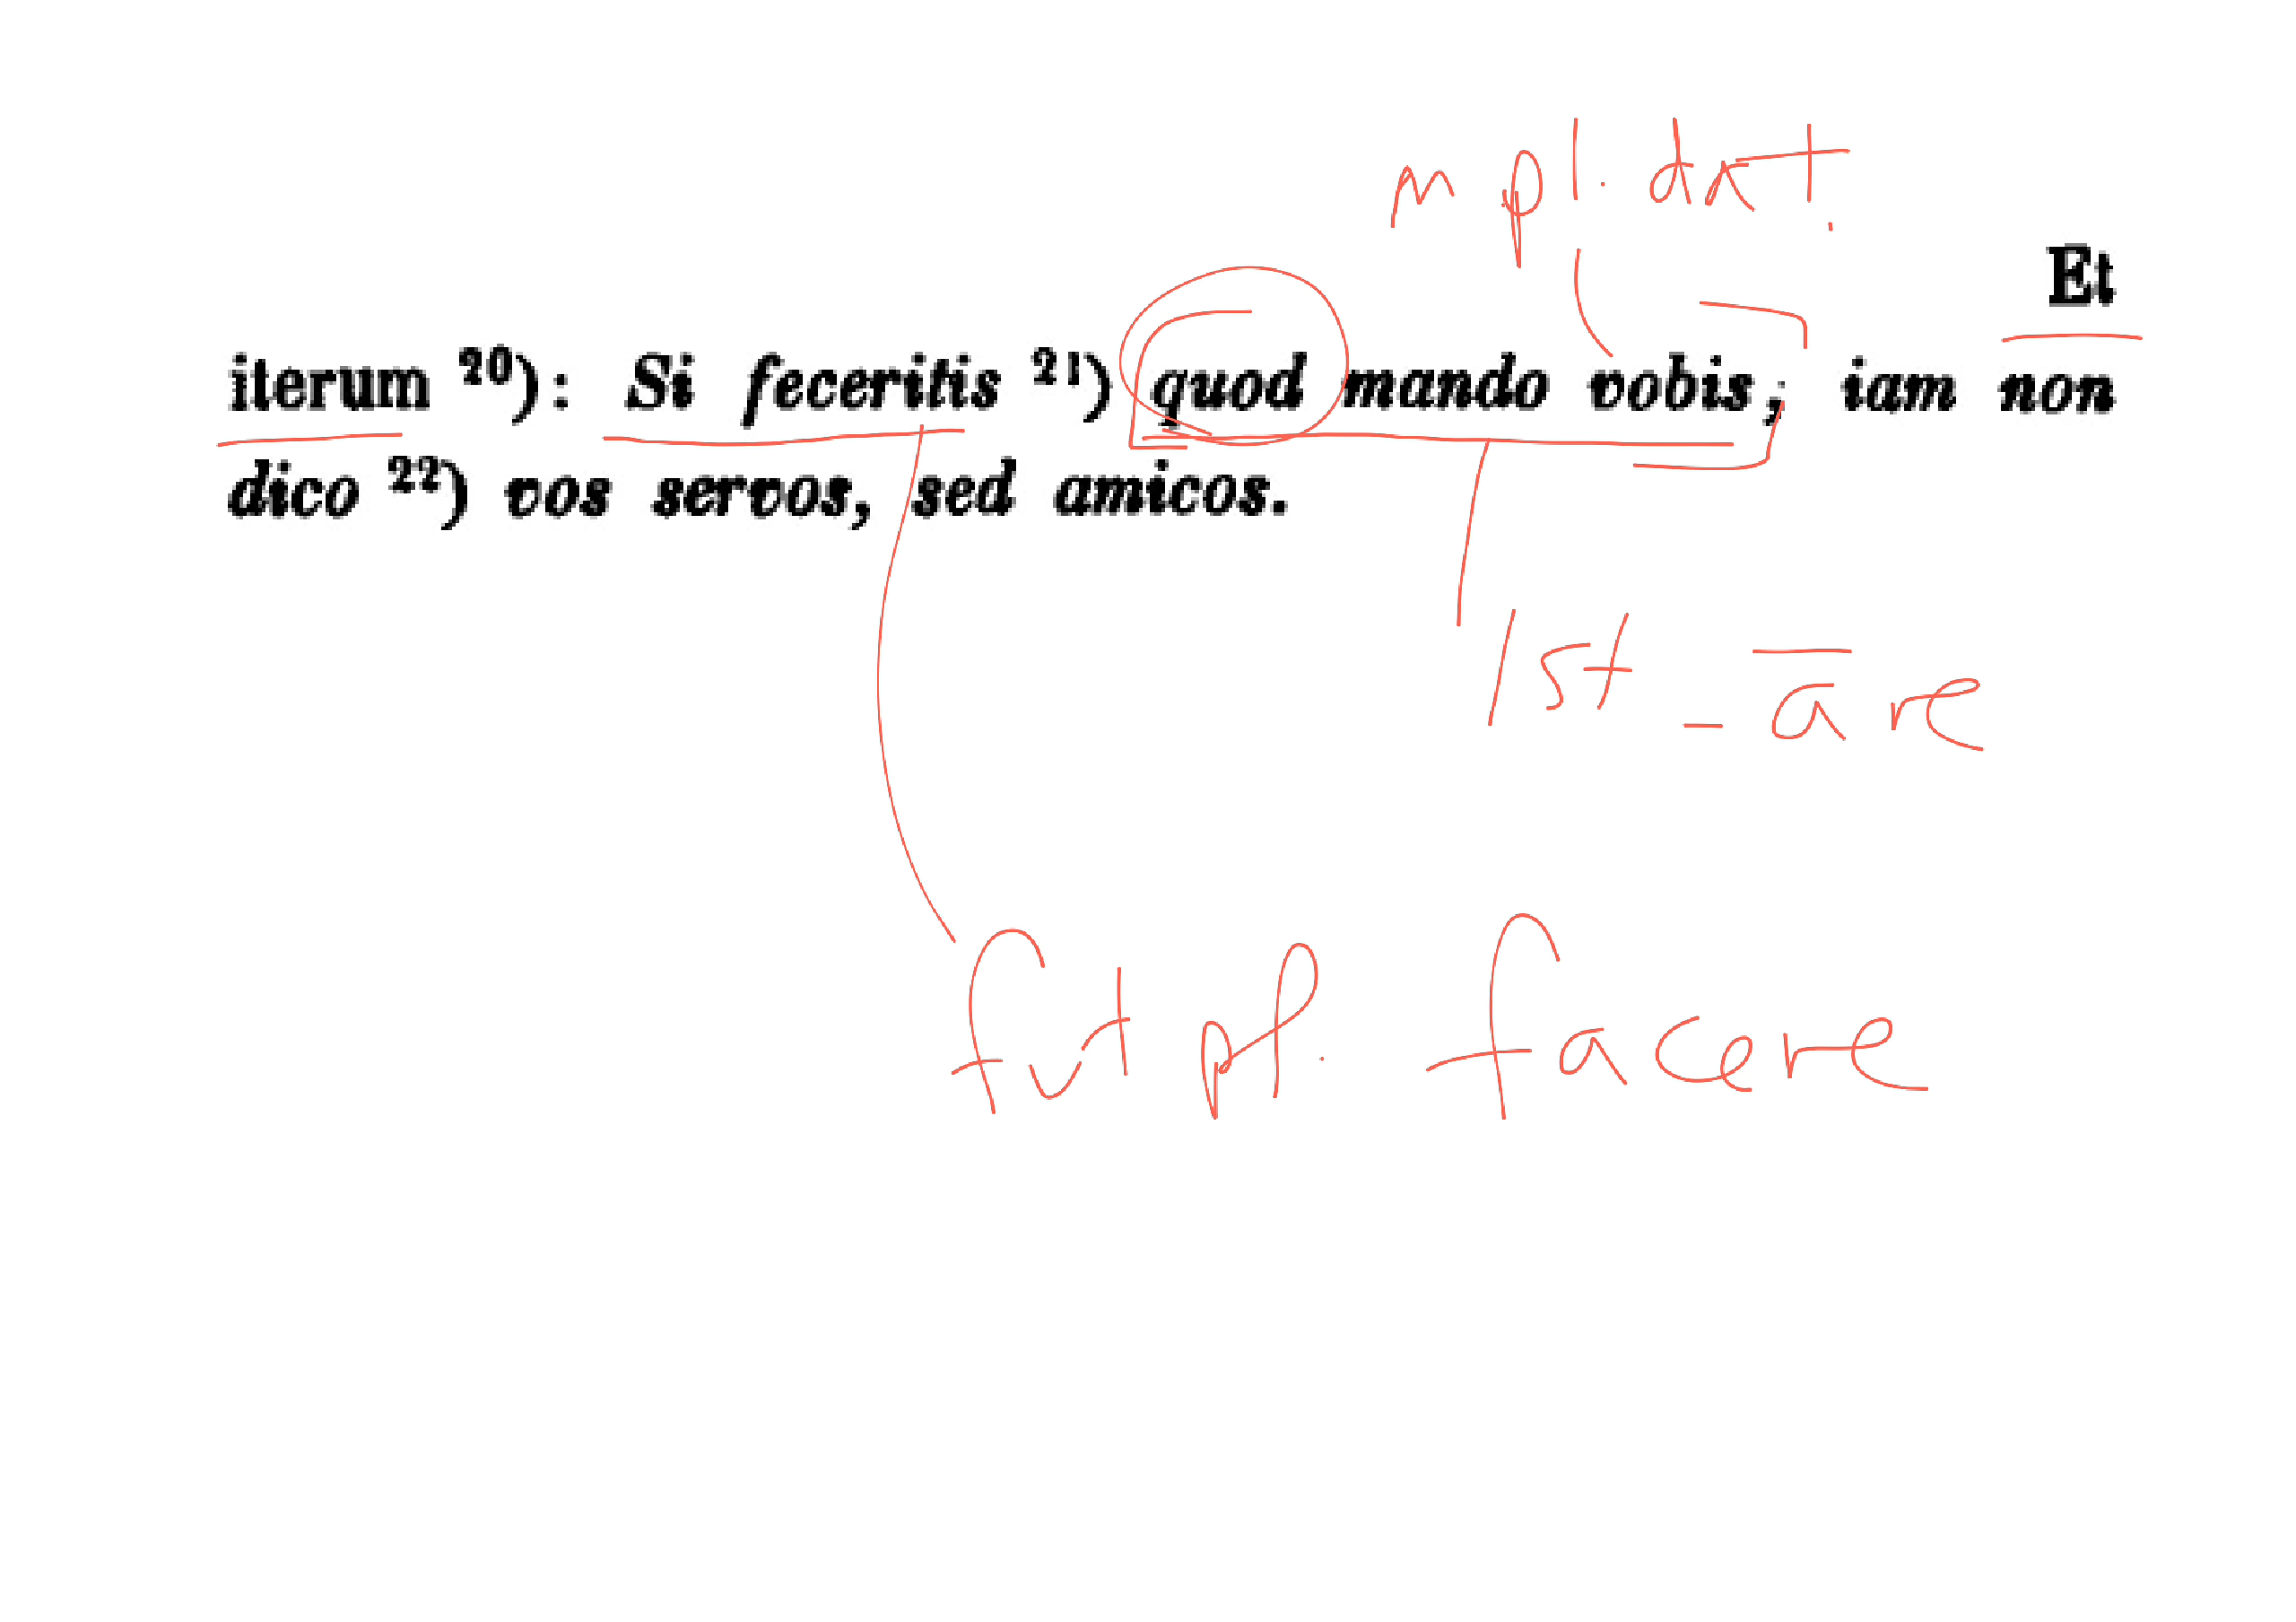 m pl. dat.
Et
iterum ²⁰): Si feceritis ²¹) quod mando vobis; iam non
dico ²²) vos servos, sed amicos.
1st -āre
fut pf. facere